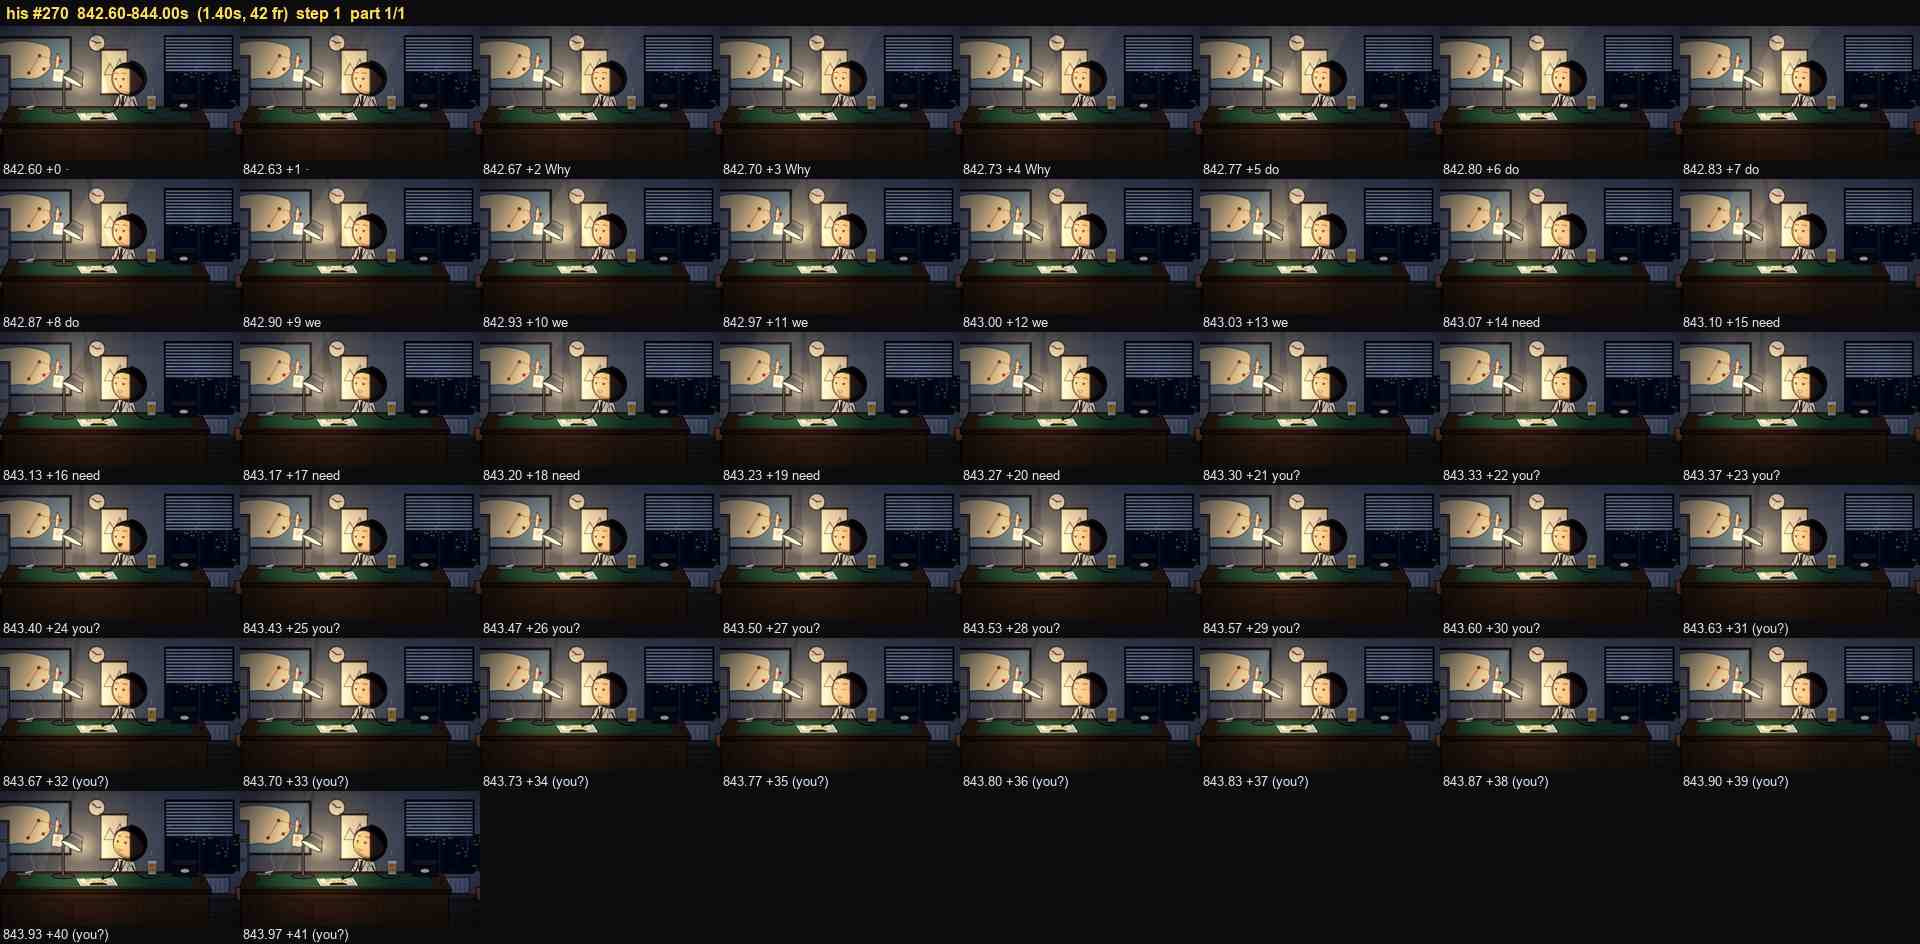 his #270 842.60-844.00s (1.40s, 42 fr) step 1 part 1/1
842.60 +0 ·
842.63 +1 ·
842.67 +2 Why
842.70 +3 Why
842.73 +4 Why
842.77 +5 do
842.80 +6 do
842.83 +7 do
842.87 +8 do
842.90 +9 we
842.93 +10 we
842.97 +11 we
843.00 +12 we
843.03 +13 we
843.07 +14 need
843.10 +15 need
843.13 +16 need
843.17 +17 need
843.20 +18 need
843.23 +19 need
843.27 +20 need
843.30 +21 you?
843.33 +22 you?
843.37 +23 you?
843.40 +24 you?
843.43 +25 you?
843.47 +26 you?
843.50 +27 you?
843.53 +28 you?
843.57 +29 you?
843.60 +30 you?
843.63 +31 (you?)
843.67 +32 (you?)
843.70 +33 (you?)
843.73 +34 (you?)
843.77 +35 (you?)
843.80 +36 (you?)
843.83 +37 (you?)
843.87 +38 (you?)
843.90 +39 (you?)
843.93 +40 (you?)
843.97 +41 (you?)